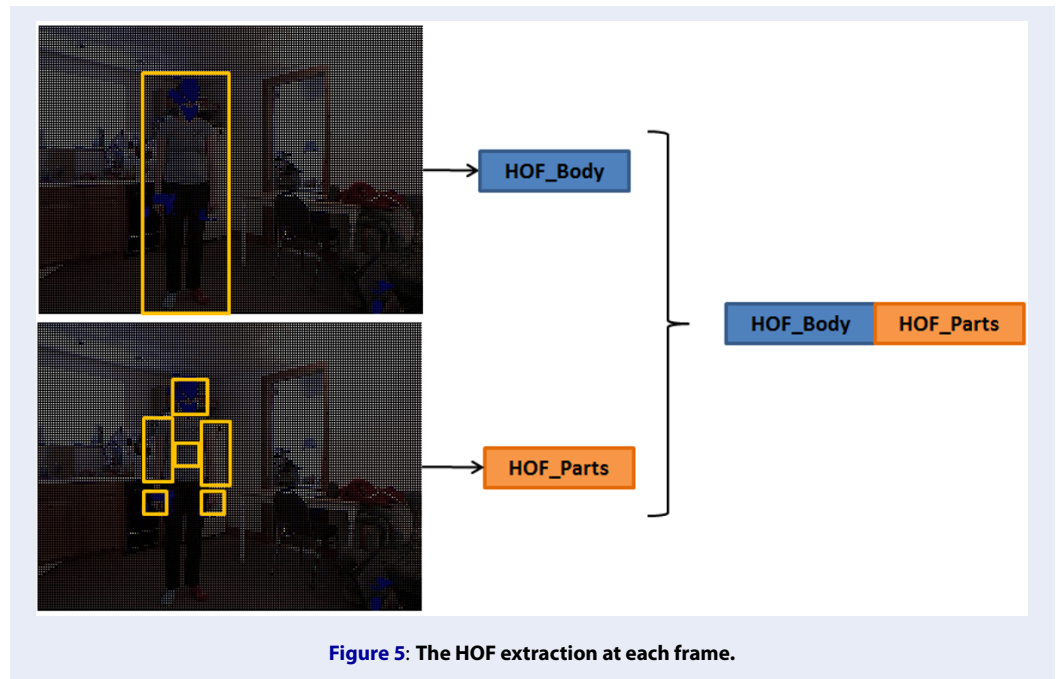 HOF_Body
HOF_Body HOF_Parts
HOF_Parts
Figure 5: The HOF extraction at each frame.